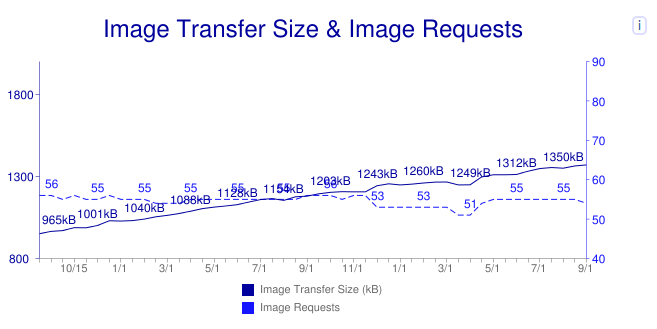 Image Transfer Size & Image Requests
i
90
1800
80
70
1350kB
1312kB
1243kB
1260kB
1249kB
1300
56
55
55
55
55
1128kB
1154kB
55
1203kB
56
53
53
55
55
60
965kB
1001kB
1040kB
1088kB
51
50
800
40
10/15
1/1
3/1
5/1
7/1
9/1
11/1
1/1
3/1
5/1
7/1
9/1
Image Transfer Size (kB)
Image Requests